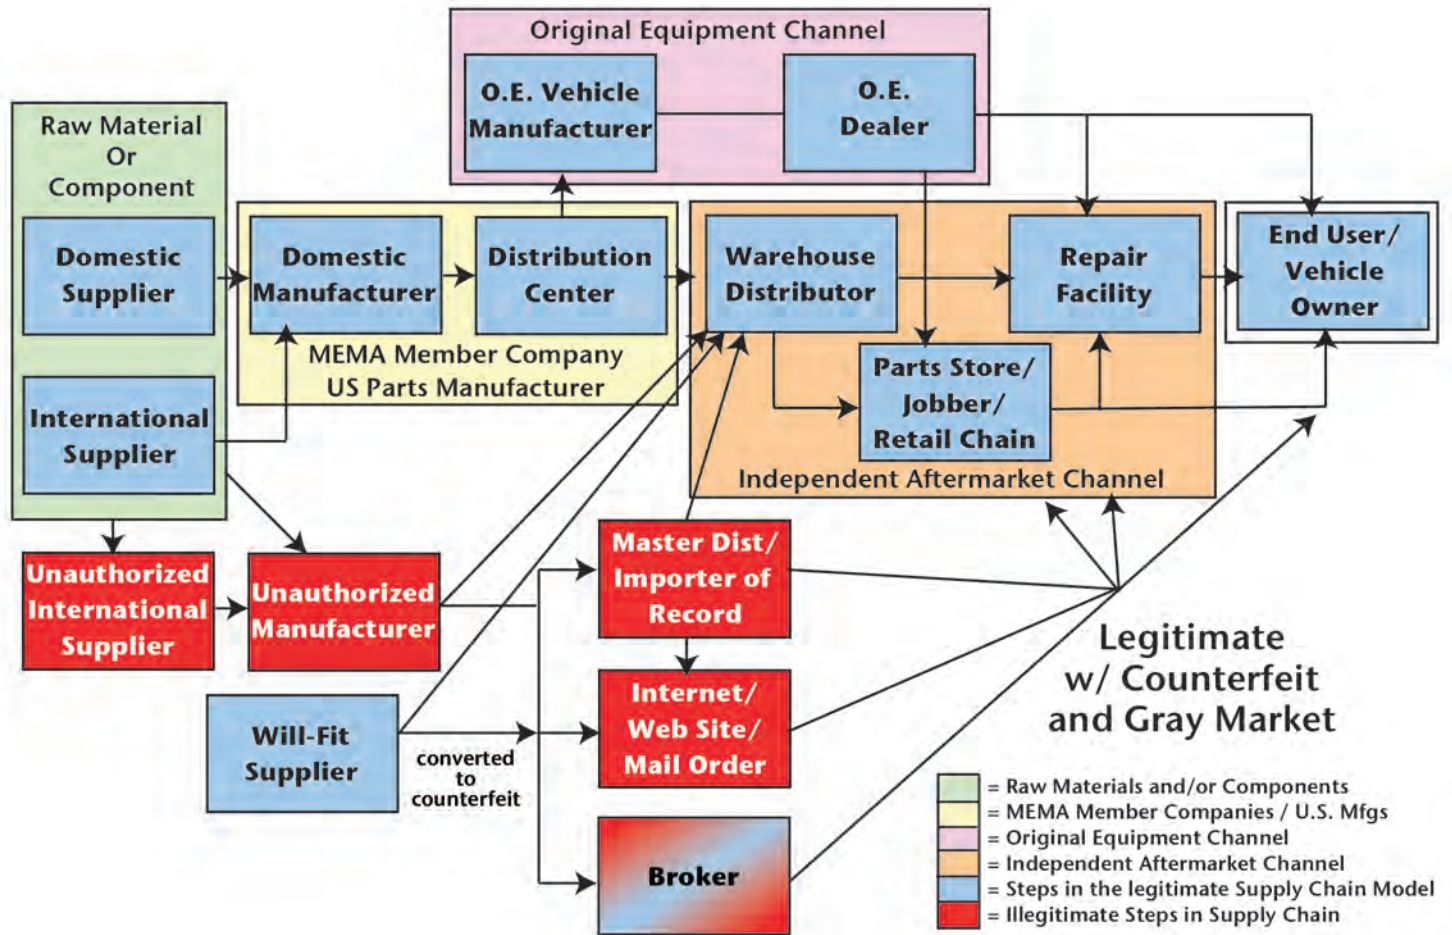 Original Equipment Channel
O.E. Vehicle
Manufacturer
O.E.
Dealer
Raw Material
Or
Component
Domestic
Supplier
International
Supplier
Domestic
Manufacturer
Distribution
Center
MEMA Member Company
US Parts Manufacturer
Warehouse
Distributor
Repair
Facility
Parts Store/
Jobber/
Retail Chain
Independent Aftermarket Channel
End User/
Vehicle
Owner
Unauthorized
International
Supplier
Unauthorized
Manufacturer
Master Dist/
Importer of
Record
Will-Fit
Supplier
converted
to
counterfeit
Internet/
Web Site/
Mail Order
Broker
Legitimate
w/ Counterfeit
and Gray Market
= Raw Materials and/or Components
= MEMA Member Companies / U.S. Mfgs
= Original Equipment Channel
= Independent Aftermarket Channel
= Steps in the legitimate Supply Chain Model
= Illegitimate Steps in Supply Chain